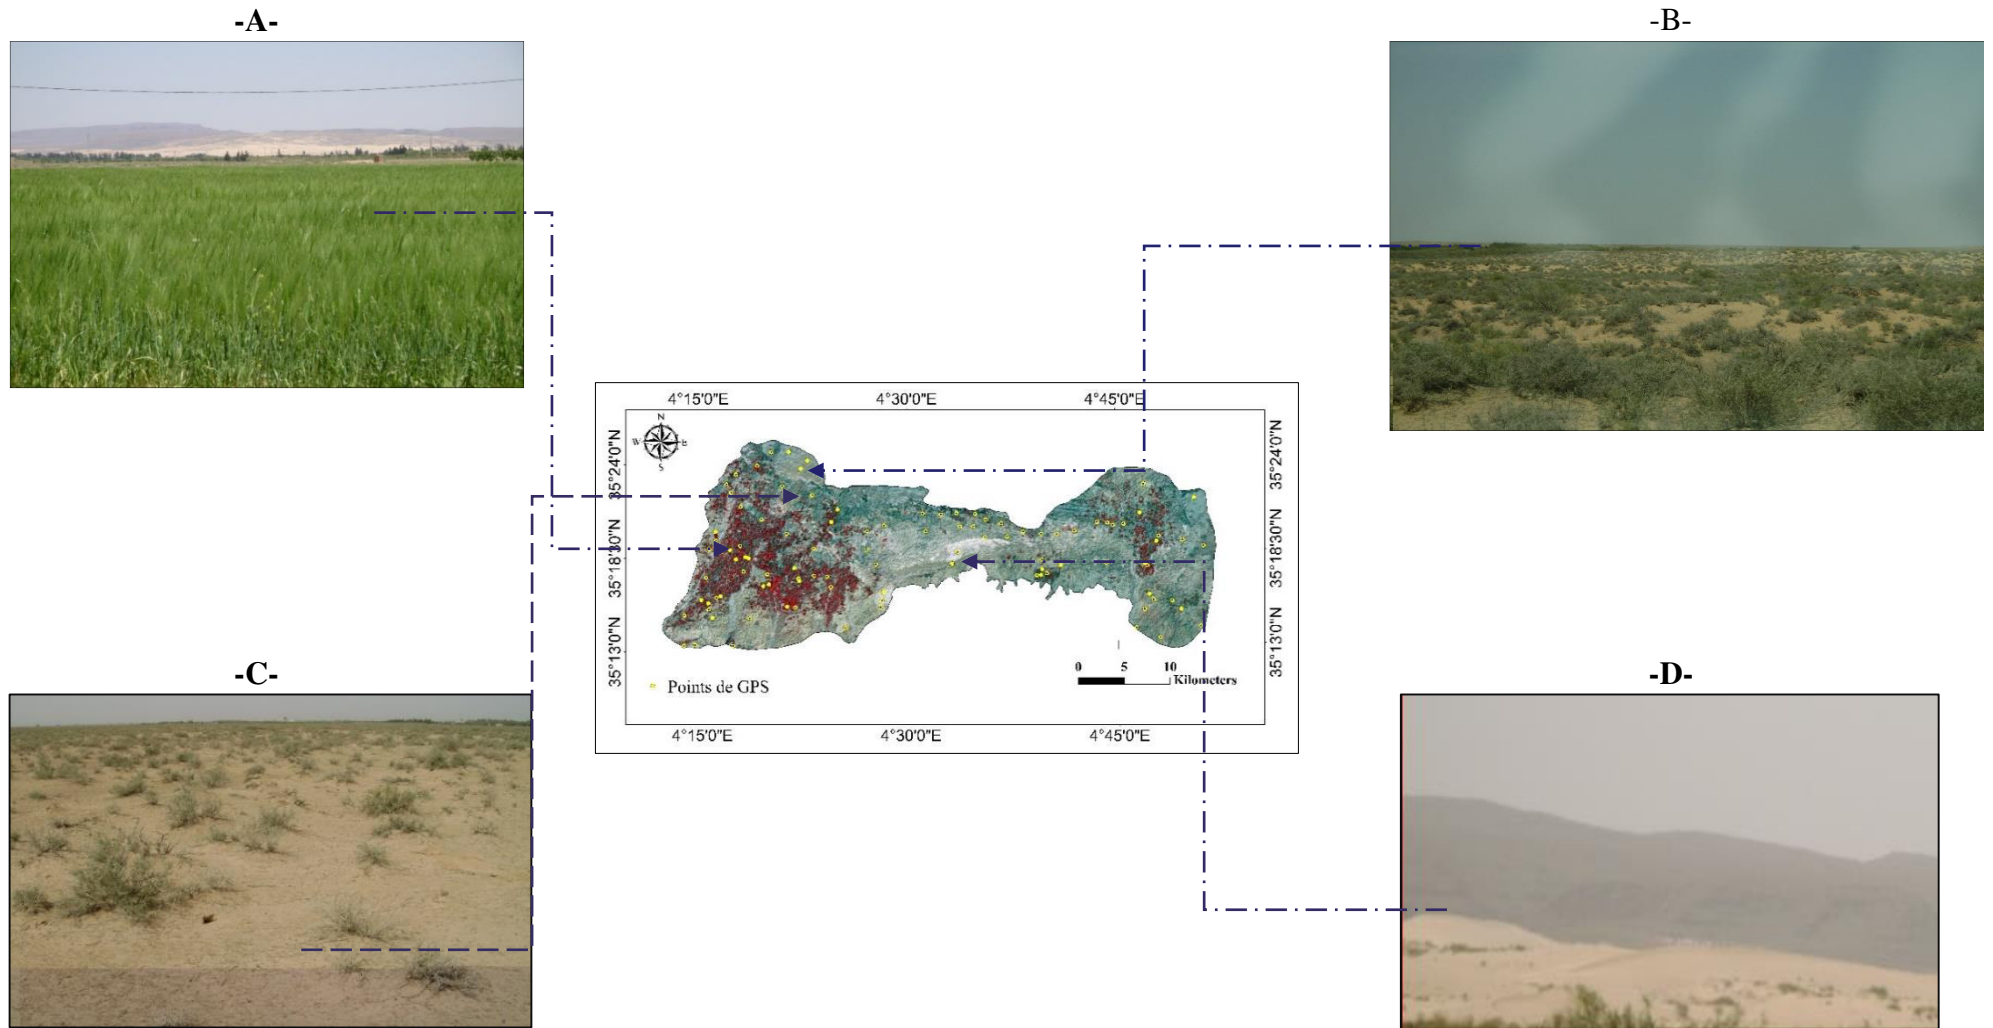 -A-
-B-
4°15'0"E 4°30'0"E 4°45'0"E
N
W E
S
35°24'0"N
35°18'30"N
35°13'0"N
35°24'0"N
35°18'30"N
35°13'0"N
Points de GPS
0 5 10
Kilometers
4°15'0"E 4°30'0"E 4°45'0"E
-C-
-D-